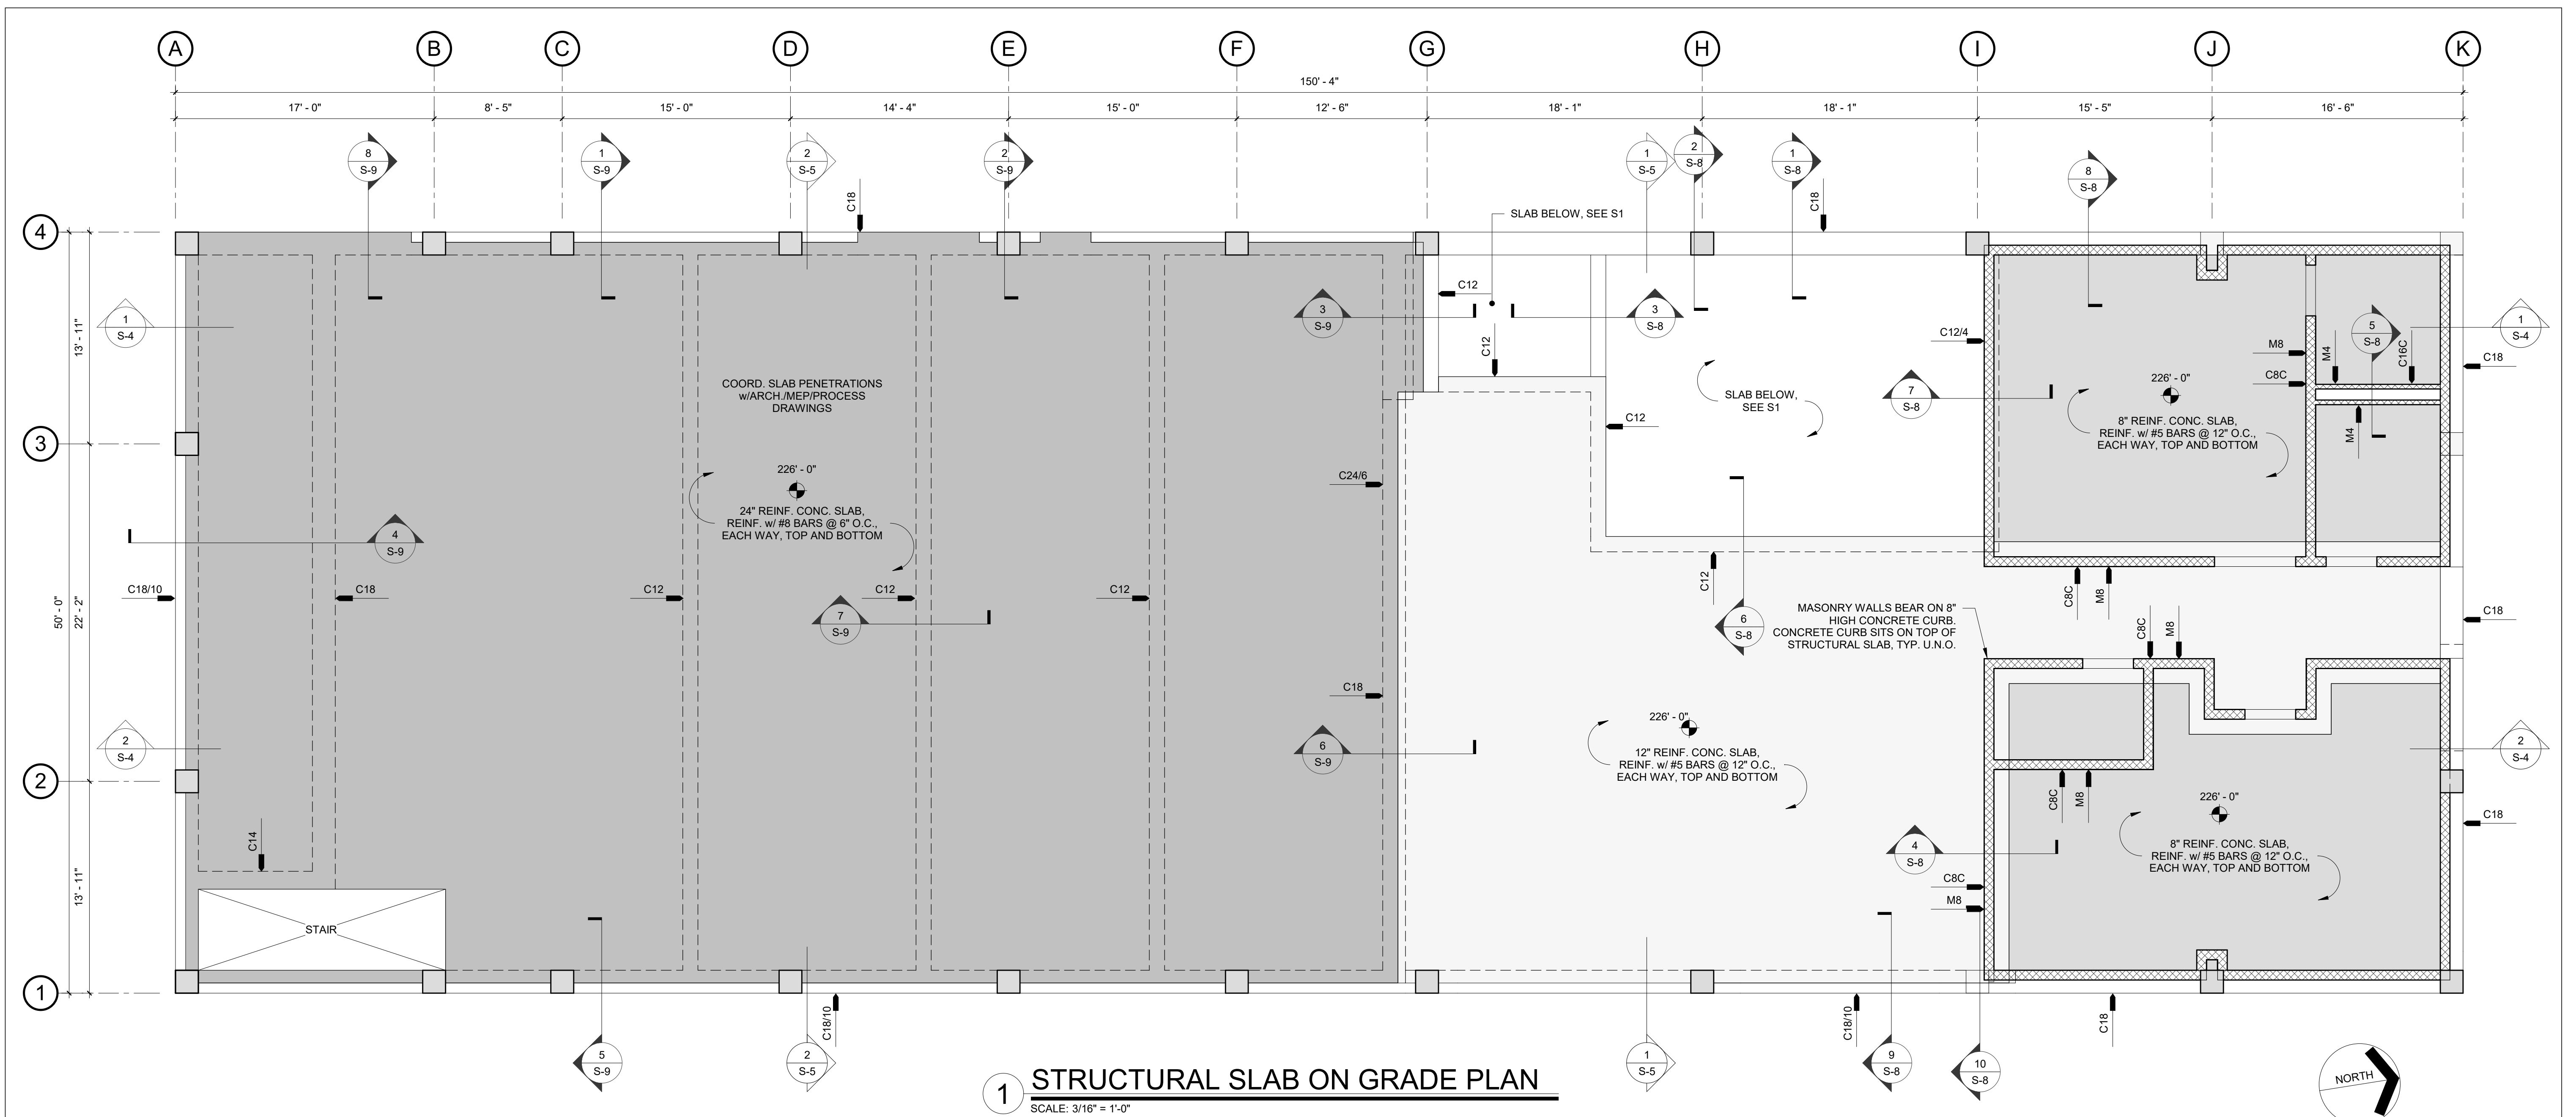 A
B
C
D
E
F
G
H
I
J
K
150' - 4"
17' - 0"
8' - 5"
15' - 0"
14' - 4"
15' - 0"
12' - 6"
18' - 1"
18' - 1"
15' - 5"
16' - 6"
8
S-9
1
S-9
2
S-5
2
S-9
1
S-5
2
S-8
1
S-8
8
S-8
C18
C18
SLAB BELOW, SEE S1
4
3
2
1
50' - 0"
13' - 11"
22' - 2"
13' - 11"
1
S-4
C12
3
S-9
3
S-8
C12
C12/4
M8
C8C
M4
5
S-8
C16C
1
S-4
C18
COORD. SLAB PENETRATIONS
w/ARCH./MEP/PROCESS
DRAWINGS
SLAB BELOW,
SEE S1
7
S-8
226' - 0"
8" REINF. CONC. SLAB,
REINF. w/ #5 BARS @ 12" O.C.,
EACH WAY, TOP AND BOTTOM
M4
C12
226' - 0"
24" REINF. CONC. SLAB,
REINF. w/ #8 BARS @ 6" O.C.,
EACH WAY, TOP AND BOTTOM
C24/6
4
S-9
C18/10
C18
C12
C12
C12
7
S-9
C12
6
S-8
MASONRY WALLS BEAR ON 8"
HIGH CONCRETE CURB.
CONCRETE CURB SITS ON TOP OF
STRUCTURAL SLAB, TYP. U.N.O.
C8C
M8
C8C
M8
C18
C18
2
S-4
6
S-9
226' - 0"
12" REINF. CONC. SLAB,
REINF. w/ #5 BARS @ 12" O.C.,
EACH WAY, TOP AND BOTTOM
C8C
M8
2
S-4
226' - 0"
8" REINF. CONC. SLAB,
REINF. w/ #5 BARS @ 12" O.C.,
EACH WAY, TOP AND BOTTOM
C18
C14
4
S-8
C8C
M8
STAIR
C18/10
C18/10
C18
5
S-9
2
S-5
1
S-5
9
S-8
10
S-8
1
STRUCTURAL SLAB ON GRADE PLAN
SCALE: 3/16" = 1'-0"
NORTH